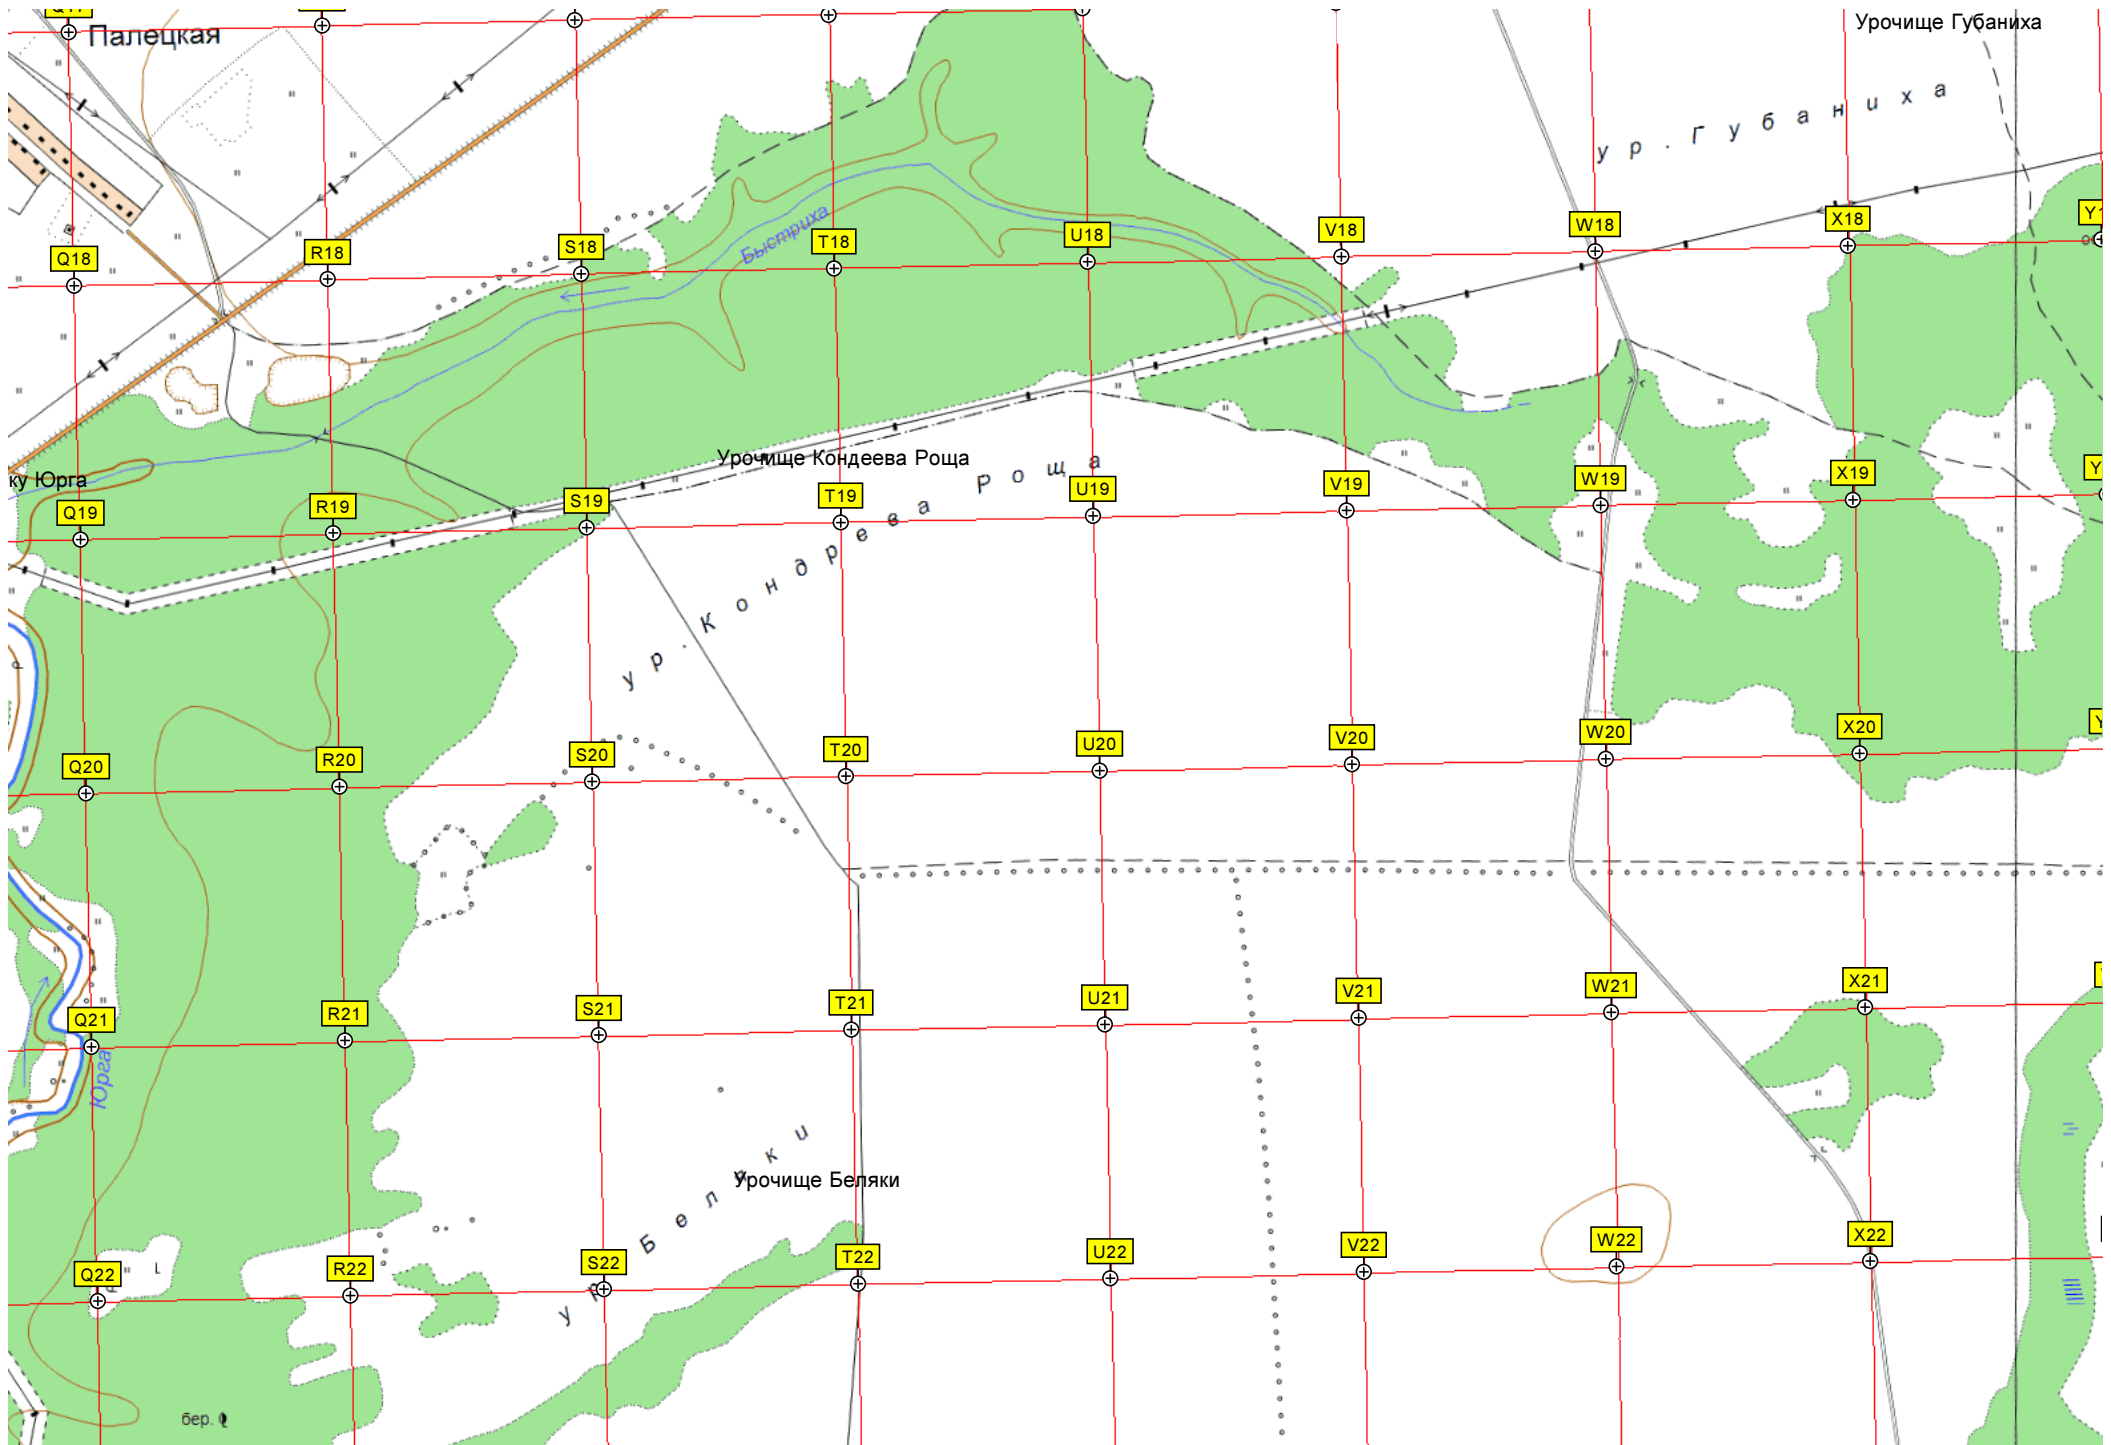 Палецкая
Урочище Губаниха
ур. Губаниха
Быстриха
Q18
R18
S18
T18
U18
V18
W18
X18
ку Юрга
Урочище Кондеева Роща
ур. Кондрева Роща
Q19
R19
S19
T19
U19
V19
W19
X19
Q20
R20
S20
T20
U20
V20
W20
X20
Q21
R21
S21
T21
U21
V21
W21
X21
Юрга
Урочище Беляки
ур. Беляки
Q22
R22
S22
T22
U22
V22
W22
X22
бер.